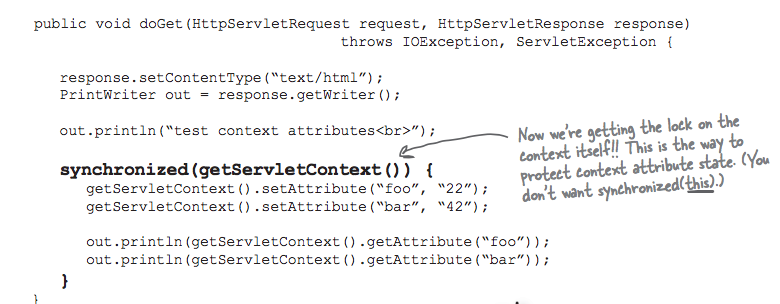 public void doGet(HttpServletRequest request, HttpServletResponse response)
throws IOException, ServletException {
response.setContentType(“text/html”);
PrintWriter out = response.getWriter();
out.println(“test context attributes<br>”);
synchronized(getServletContext()) {
getServletContext().setAttribute(“foo”, “22”);
getServletContext().setAttribute(“bar”, “42”);
out.println(getServletContext().getAttribute(“foo”));
out.println(getServletContext().getAttribute(“bar”));
}
}
Now we're getting the lock on the
context itself!! This is the way to
protect context attribute state. (You
don't want synchronized(this).)